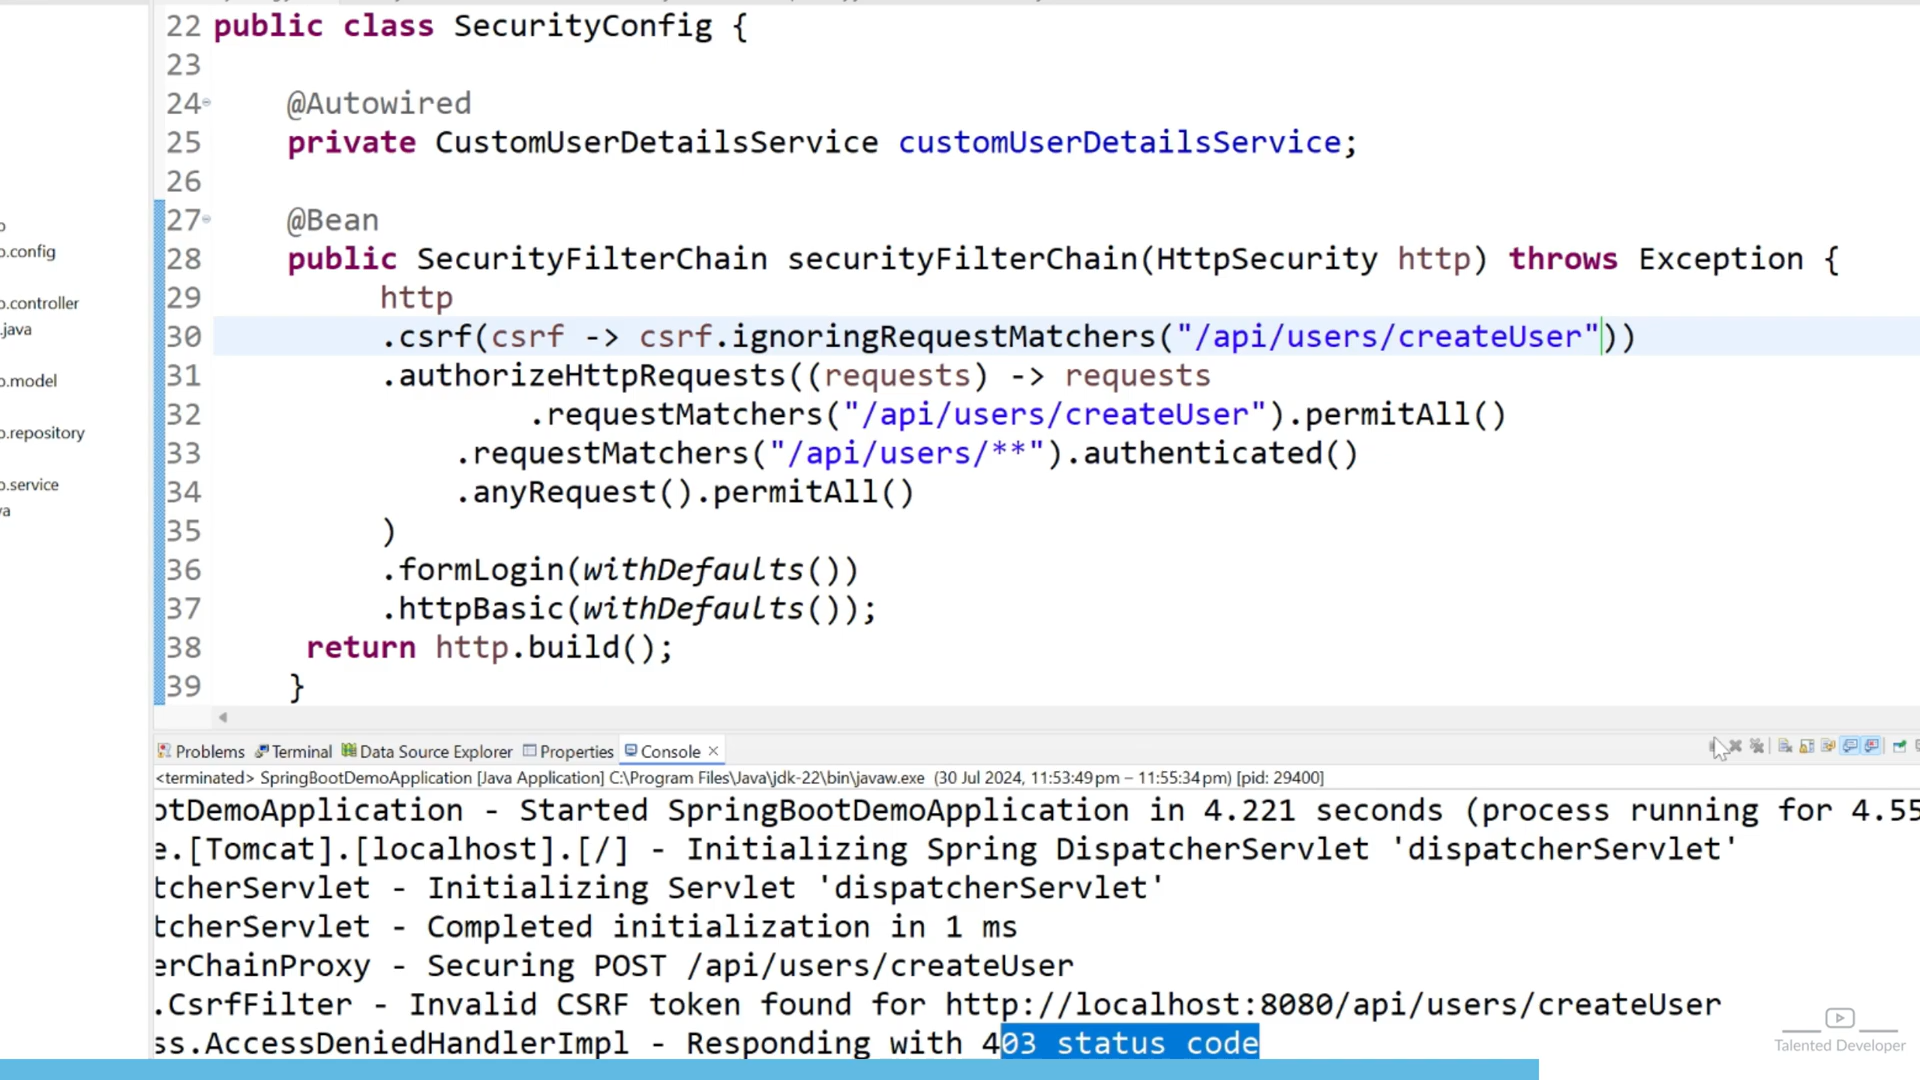 22 public class SecurityConfig {
23
24 @Autowired
25 private CustomUserDetailsService customUserDetailsService;
26
27 @Bean
28 public SecurityFilterChain securityFilterChain(HttpSecurity http) throws Exception {
29 http
30 .csrf(csrf -> csrf.ignoringRequestMatchers("/api/users/createUser"))
31 .authorizeHttpRequests((requests) -> requests
32 .requestMatchers("/api/users/createUser").permitAll()
33 .requestMatchers("/api/users/**").authenticated()
34 .anyRequest().permitAll()
35 )
36 .formLogin(withDefaults())
37 .httpBasic(withDefaults());
38 return http.build();
39 }
o.config
o.controller
.java
o.model
o.repository
o.service
va
Problems Terminal Data Source Explorer Properties Console
<terminated> SpringBootDemoApplication [Java Application] C:\Program Files\Java\jdk-22\bin\javaw.exe (30 Jul 2024, 11:53:49 pm – 11:55:34 pm) [pid: 29400]
otDemoApplication - Started SpringBootDemoApplication in 4.221 seconds (process running for 4.55
e.[Tomcat].[localhost].[/] - Initializing Spring DispatcherServlet 'dispatcherServlet'
tcherServlet - Initializing Servlet 'dispatcherServlet'
tcherServlet - Completed initialization in 1 ms
erChainProxy - Securing POST /api/users/createUser
.CsrfFilter - Invalid CSRF token found for http://localhost:8080/api/users/createUser
ss.AccessDeniedHandlerImpl - Responding with 403 status code
Talented Developer